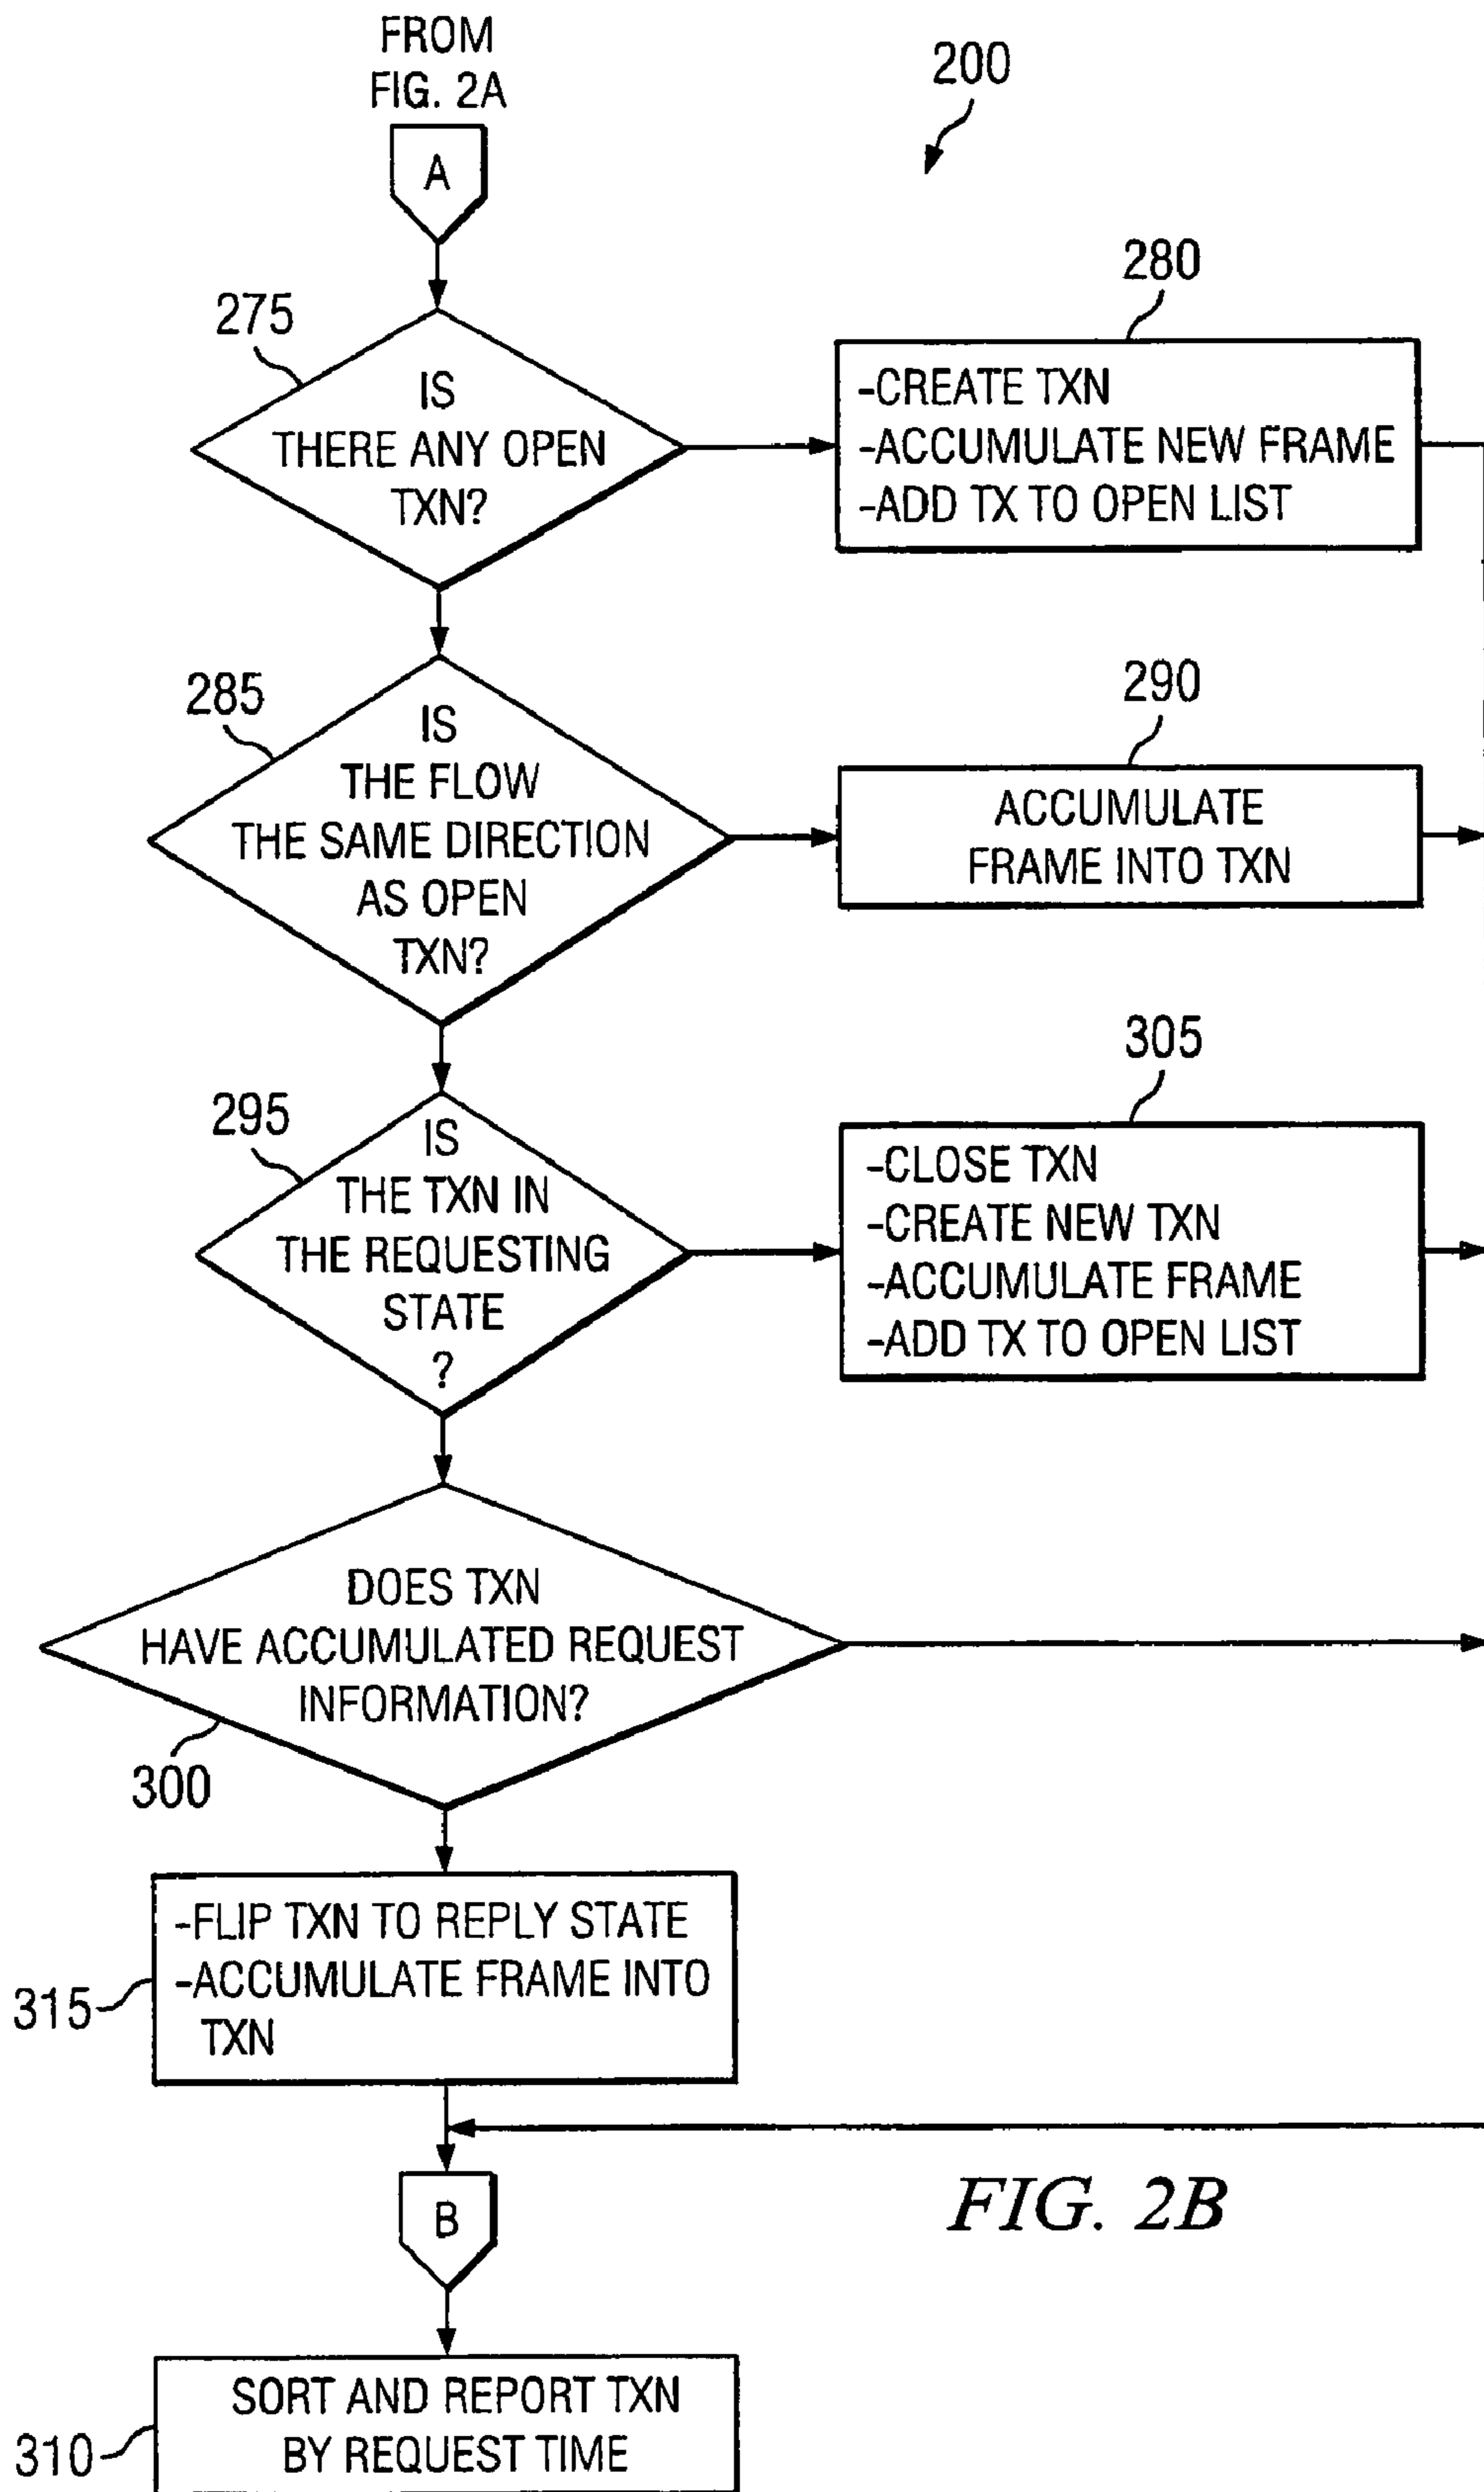 FROM
FIG. 2A
A
200
275
IS
THERE ANY OPEN
TXN?
280
-CREATE TXN
-ACCUMULATE NEW FRAME
-ADD TX TO OPEN LIST
285
IS
THE FLOW
THE SAME DIRECTION
AS OPEN
TXN?
290
ACCUMULATE
FRAME INTO TXN
295
IS
THE TXN IN
THE REQUESTING
STATE
?
305
-CLOSE TXN
-CREATE NEW TXN
-ACCUMULATE FRAME
-ADD TX TO OPEN LIST
DOES TXN
HAVE ACCUMULATED REQUEST
INFORMATION?
300
315
-FLIP TXN TO REPLY STATE
-ACCUMULATE FRAME INTO
TXN
B
FIG. 2B
310
SORT AND REPORT TXN
BY REQUEST TIME